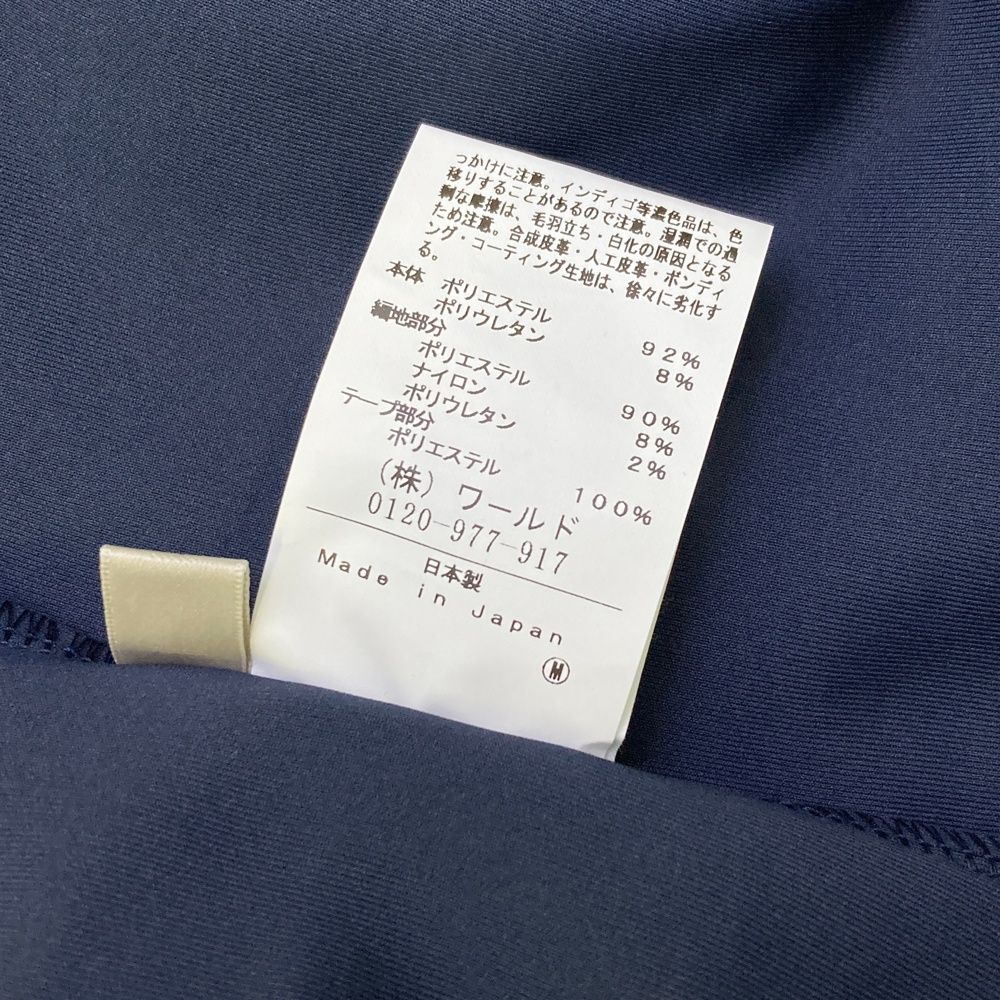 っかけに注意。インディゴ等濃色品は、色
移りすることがあるので注意。湿潤での過
剰な摩擦は、毛羽立ち・白化の原因となる
ため注意。合成皮革・人工皮革・ボンディ
ング・コーティング生地は、徐々に劣化す
る。
本体
ポリエステル 92%
ポリウレタン 8%
編地部分
ポリエステル 90%
ナイロン 8%
ポリウレタン 2%
テープ部分
ポリエステル 100%
(株)ワールド
0120-977-917
日本製
Made in Japan
M